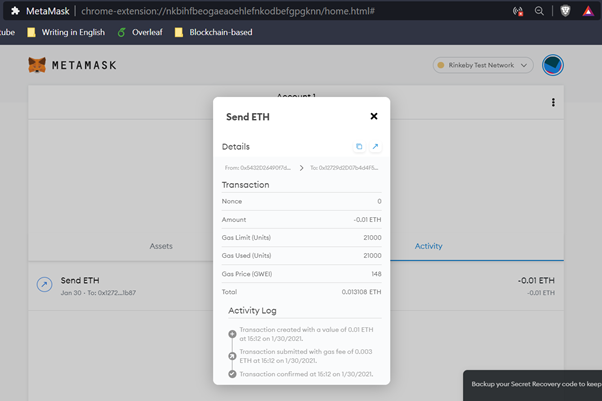 MetaMask | chrome-extension://nkbihfbeogaeaoehlefnkodbefgpgknn/home.html#
tube Writing in English Overleaf Blockchain-based
METAMASK Rinkeby Test Network
Account 1
Send ETH
Details
To: 0x12729d2D07b4d4F5...
Transaction
Nonce 0
Amount -0.01 ETH
Gas Limit (Units) 21000
Assets Activity
Gas Used (Units) 21000
Gas Price (GWEI) 148
Send ETH -0.01 ETH
Jan 30 - To: 0x1272...1b87 -0.01 ETH
Total 0.013108 ETH
Activity Log
Transaction created with a value of 0.01 ETH
at 16:12 on 1/30/2021.
Transaction submitted with gas fee of 0.003
ETH at 16:12 on 1/30/2021.
Transaction confirmed at 16:12 on 1/30/2021.
Backup your Secret Recovery code to keep